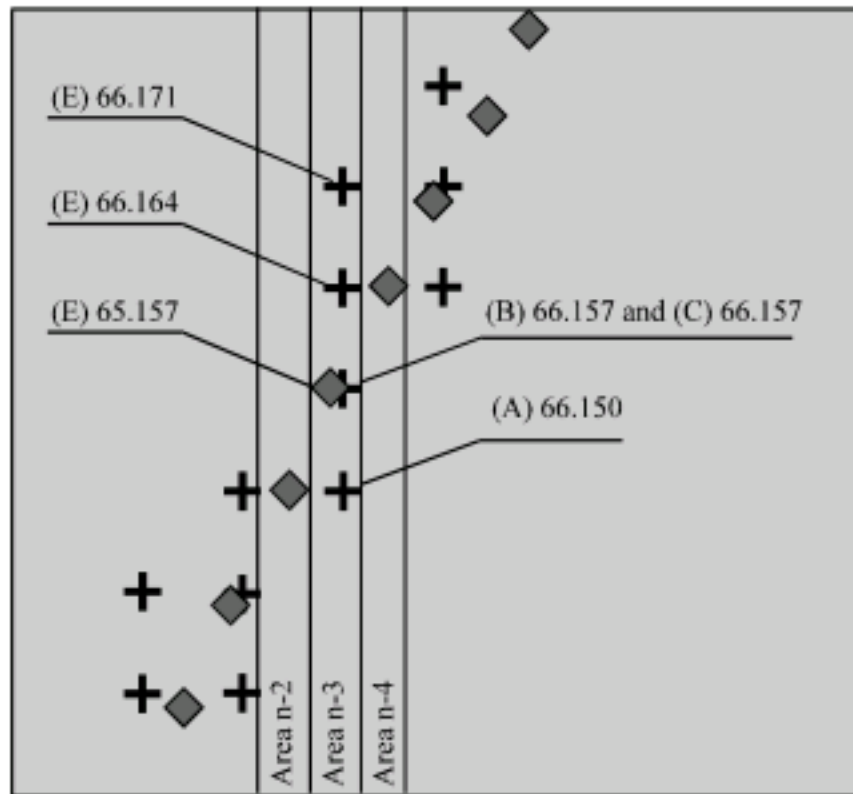 (E) 66.171
(E) 66.164
(E) 65.157
(B) 66.157 and (C) 66.157
(A) 66.150
Area n-2
Area n-3
Area n-4